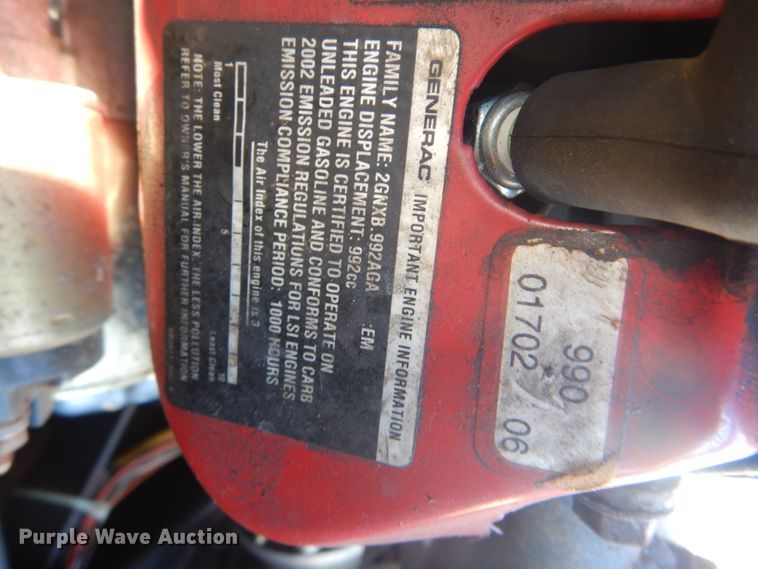 GENERAC IMPORTANT ENGINE INFORMATION
FAMILY NAME: 2GNXB.992AGA :EM
ENGINE DISPLACEMENT: 992cc
THIS ENGINE IS CERTIFIED TO OPERATE ON
UNLEADED GASOLINE AND CONFORMS TO CARB
2002 EMISSION REGULATIONS FOR LSI ENGINES
EMISSION COMPLIANCE PERIOD: 1000 HOURS
The Air Index of this engine is 3
1 5 10
Most Clean Least Clean
NOTE: THE LOWER THE AIR INDEX, THE LESS POLLUTION
REFER TO OWNER'S MANUAL FOR FURTHER INFORMATION
990
01702 06
Purple Wave Auction